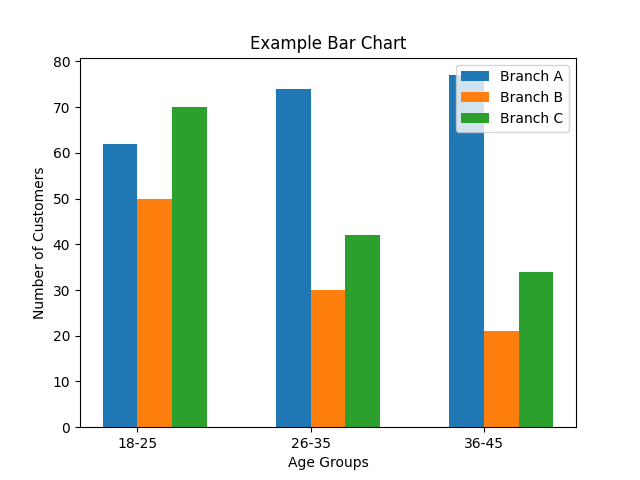 Example Bar Chart
Branch A
Branch B
Branch C
Number of Customers
80
70
60
50
40
30
20
10
0
18-25 26-35 36-45
Age Groups